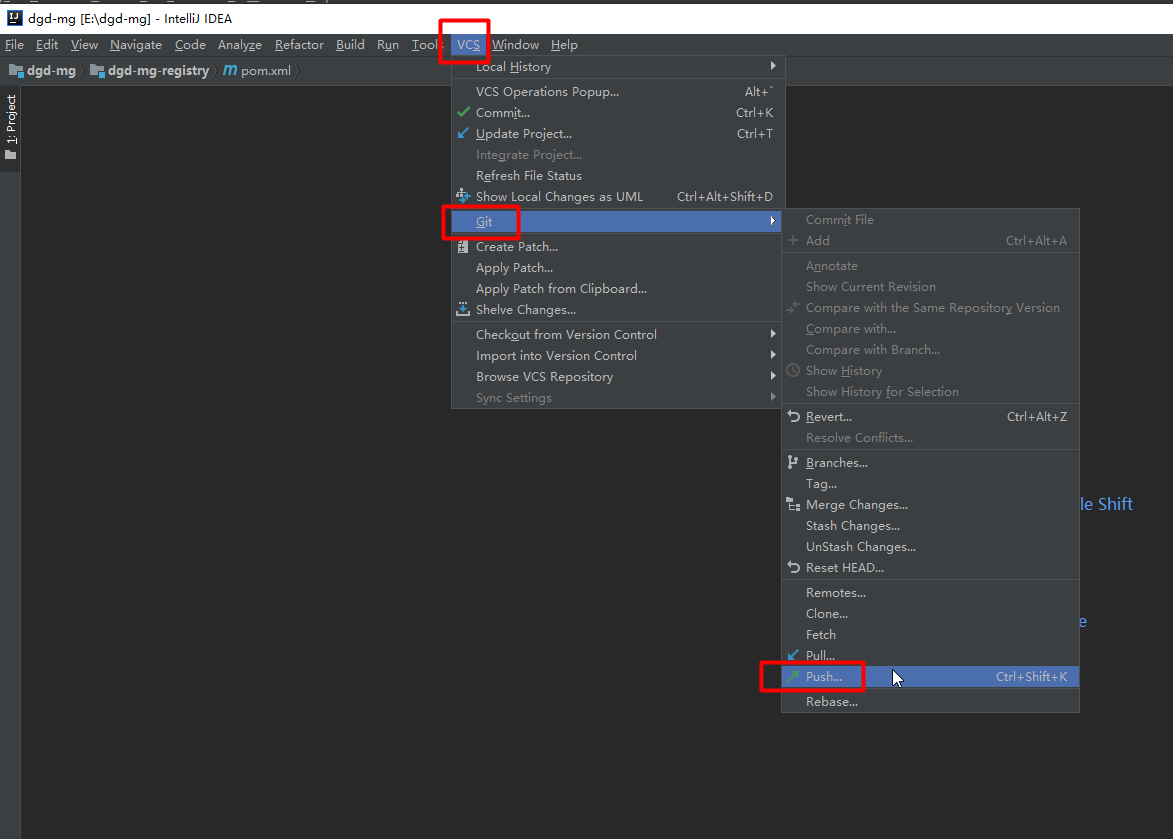 dgd-mg [E:\dgd-mg] - IntelliJ IDEA
File Edit View Navigate Code Analyze Refactor Build Run Tools VCS Window Help
dgd-mg dgd-mg-registry m pom.xml
1: Project
Local History
VCS Operations Popup... Alt+`
Commit... Ctrl+K
Update Project... Ctrl+T
Integrate Project...
Refresh File Status
Show Local Changes as UML Ctrl+Alt+Shift+D
Git
Create Patch...
Apply Patch...
Apply Patch from Clipboard...
Shelve Changes...
Checkout from Version Control
Import into Version Control
Browse VCS Repository
Sync Settings
Commit File
Add Ctrl+Alt+A
Annotate
Show Current Revision
Compare with the Same Repository Version
Compare with...
Compare with Branch...
Show History
Show History for Selection
Revert... Ctrl+Alt+Z
Resolve Conflicts...
Branches...
Tag...
Merge Changes...
Stash Changes...
UnStash Changes...
Reset HEAD...
Remotes...
Clone...
Fetch
Pull...
Push... Ctrl+Shift+K
Rebase...
le Shift
e